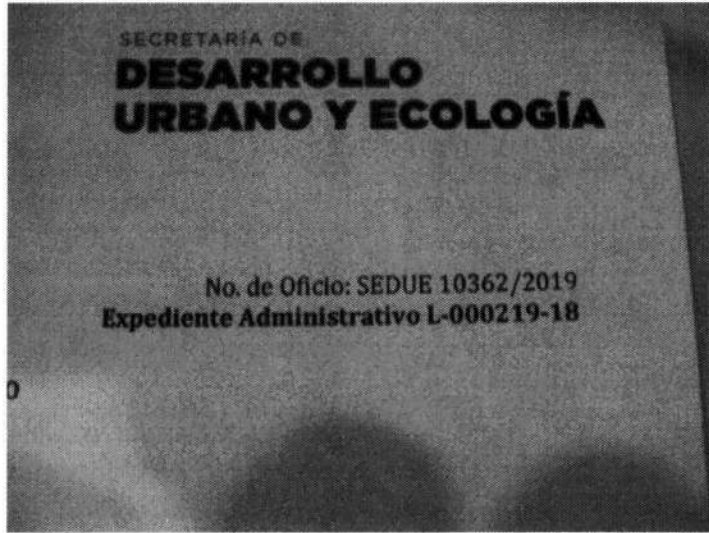 SECRETARÍA DE
DESARROLLO
URBANO Y ECOLOGÍA
No. de Oficio: SEDUE 10362/2019
Expediente Administrativo L-000219-18
O